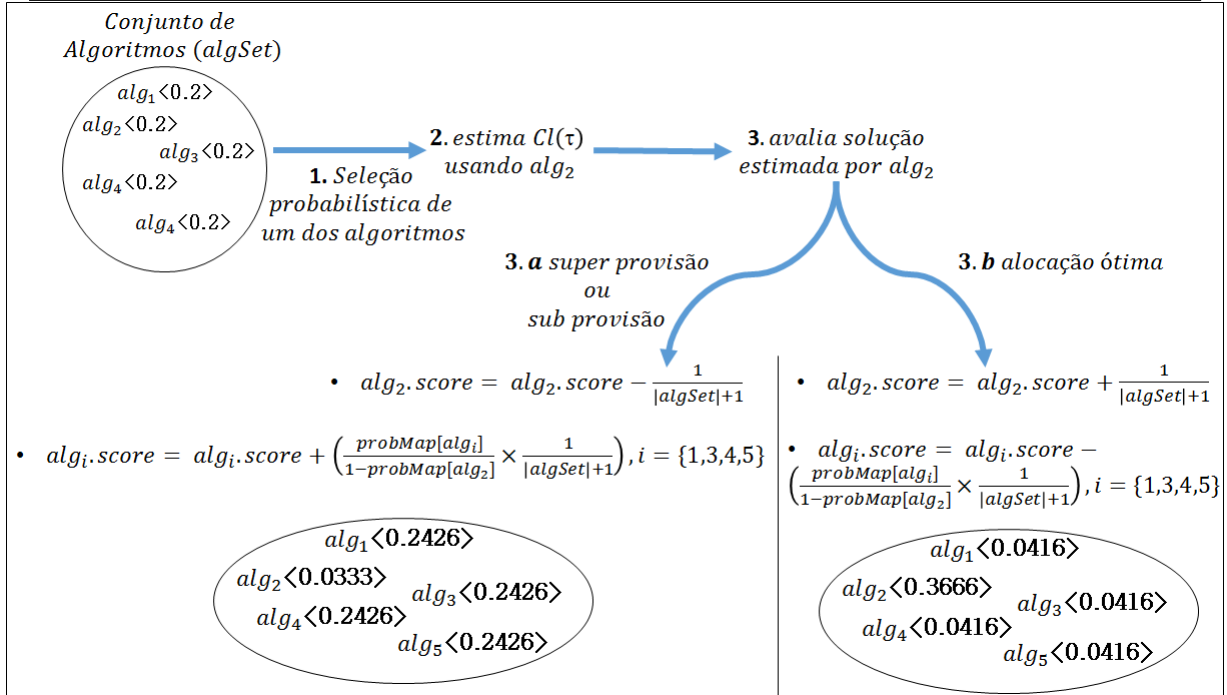 Conjunto de
Algoritmos (algSet)
alg₁<0.2>
alg₂<0.2>
alg₃<0.2>
alg₄<0.2>
alg₄<0.2>
1. Seleção
probabilística de
um dos algoritmos
2. estima Cl(τ)
usando alg₂
3. avalia solução
estimada por alg₂
3. a super provisão
ou
sub provisão
3. b alocação ótima
• alg₂.score = alg₂.score − 1/(|algSet|+1)
• algᵢ.score = algᵢ.score + (probMap[algᵢ]/(1−probMap[alg₂]) × 1/(|algSet|+1)), i = {1,3,4,5}
alg₁<0.2426>
alg₂<0.0333>
alg₃<0.2426>
alg₄<0.2426>
alg₅<0.2426>
• alg₂.score = alg₂.score + 1/(|algSet|+1)
• algᵢ.score = algᵢ.score −
(probMap[algᵢ]/(1−probMap[alg₂]) × 1/(|algSet|+1)), i = {1,3,4,5}
alg₁<0.0416>
alg₂<0.3666>
alg₃<0.0416>
alg₄<0.0416>
alg₅<0.0416>